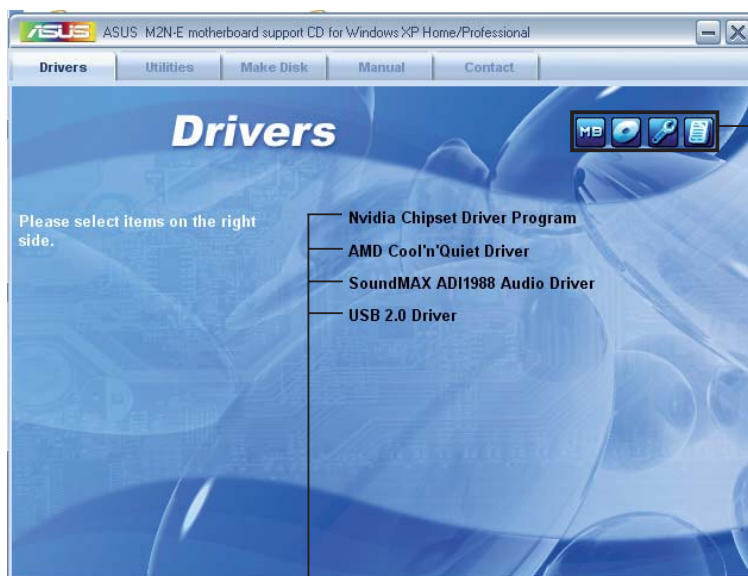 ASUS ASUS M2N-E motherboard support CD for Windows XP Home/Professional
Drivers Utilities Make Disk Manual Contact
Drivers
MB
Please select items on the right
side.
Nvidia Chipset Driver Program
AMD Cool'n'Quiet Driver
SoundMAX ADI1988 Audio Driver
USB 2.0 Driver